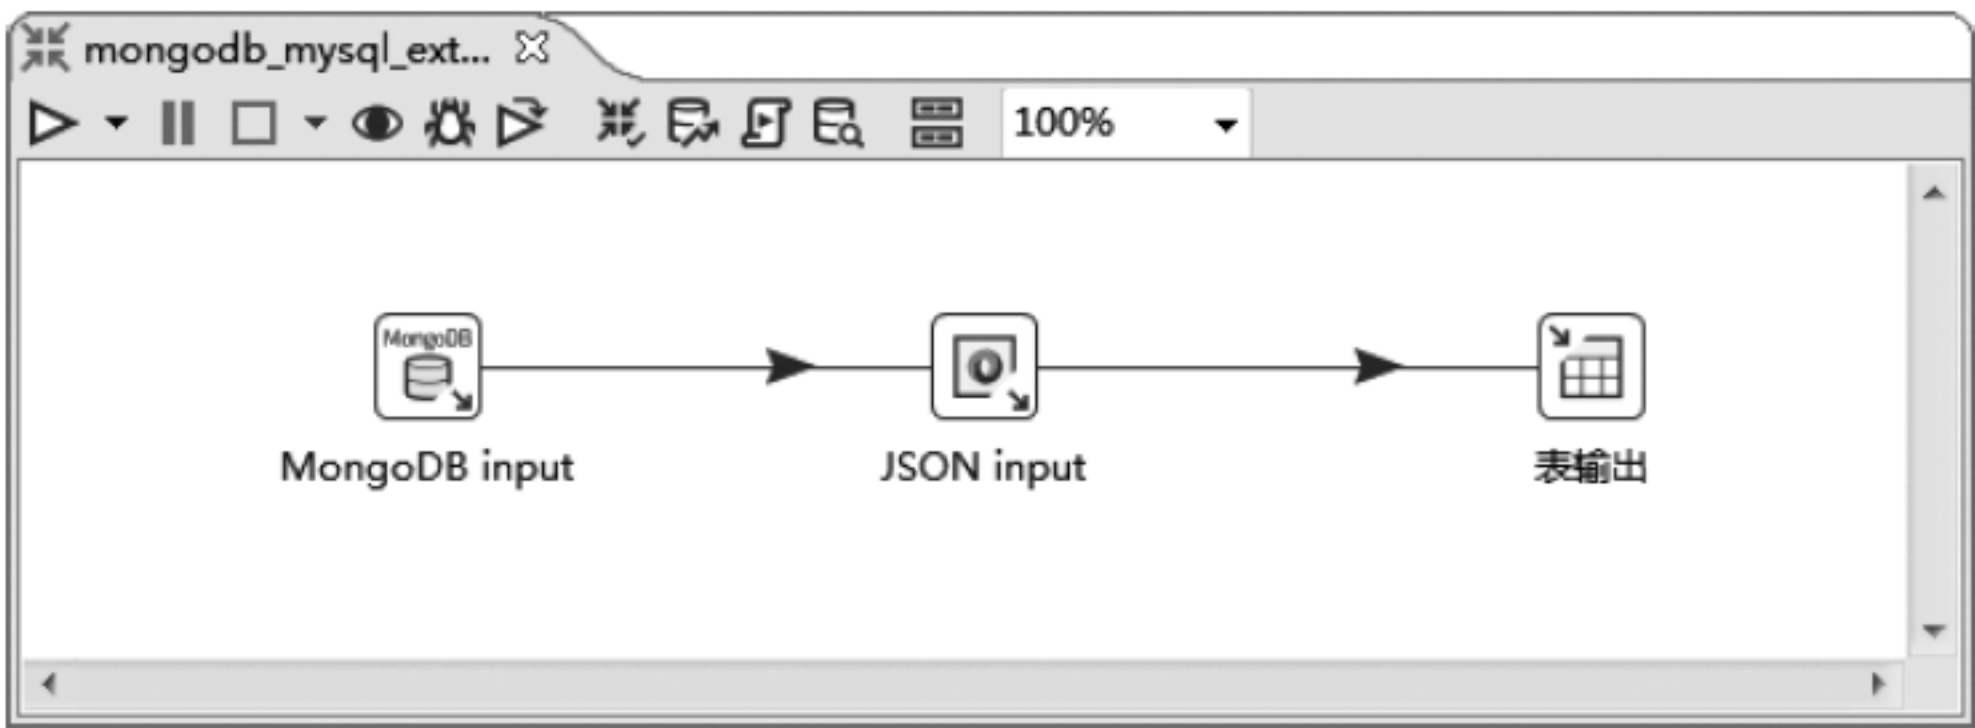 mongodb_mysql_ext...
100%
MongoDB
MongoDB input
JSON input
表输出